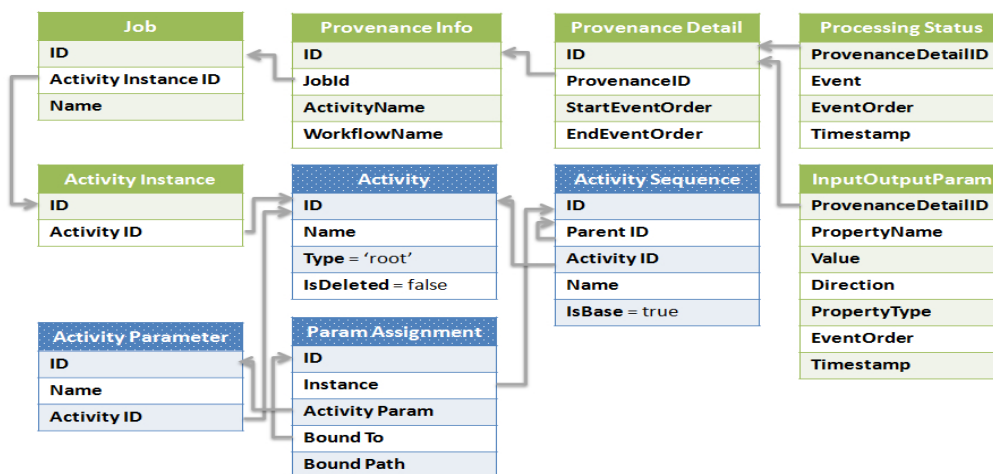 Job
ID
Activity Instance ID
Name
Provenance Info
ID
JobId
ActivityName
WorkflowName
Provenance Detail
ID
ProvenanceID
StartEventOrder
EndEventOrder
Processing Status
ProvenanceDetailID
Event
EventOrder
Timestamp
Activity Instance
ID
Activity ID
Activity
ID
Name
Type = ‘root’
IsDeleted = false
Activity Sequence
ID
Parent ID
Activity ID
Name
IsBase = true
InputOutputParam
ProvenanceDetailID
PropertyName
Value
Direction
PropertyType
EventOrder
Timestamp
Activity Parameter
ID
Name
Activity ID
Param Assignment
ID
Instance
Activity Param
Bound To
Bound Path